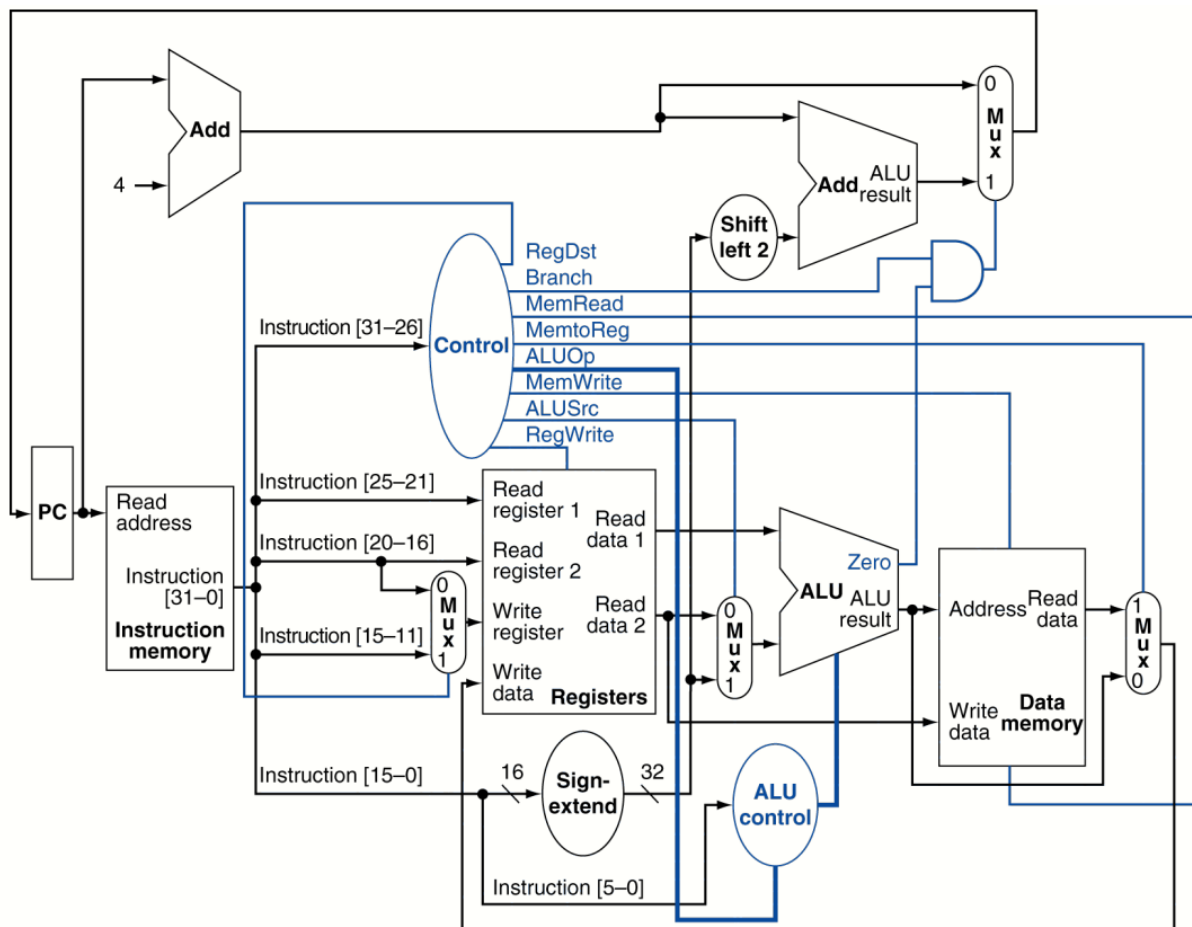 Add
4
0
Mux
1
Add
ALU
result
Shift
left 2
RegDst
Branch
MemRead
MemtoReg
ALUOp
MemWrite
ALUSrc
RegWrite
Control
Instruction [31–26]
Instruction [25–21]
Instruction [20–16]
Instruction [15–11]
Instruction [15–0]
Instruction [5–0]
PC
Read
address
Instruction
[31–0]
Instruction
memory
0
Mux
1
Read
register 1
Read
register 2
Write
register
Write
data
Read
data 1
Read
data 2
Registers
0
Mux
1
Zero
ALU
ALU
result
Address
Read
data
Write
data
Data
memory
1
Mux
0
16
Sign-
extend
32
ALU
control